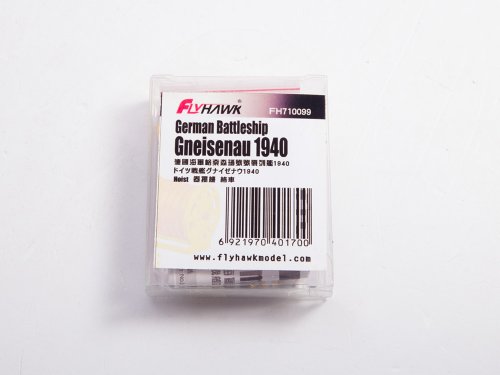 FLYHAWK®
FH710099
German Battleship
Gneisenau 1940
ドイツ戦艦グナイゼナウ1940
Hoist
6 921970 401700
www.flyhawkmodel.com